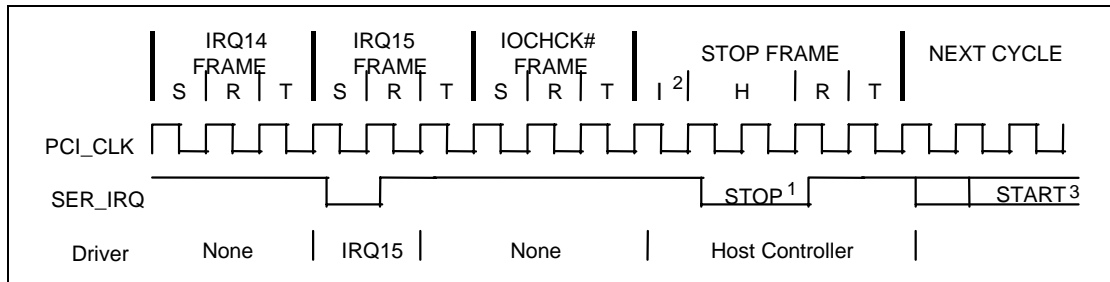 IRQ14 FRAME
IRQ15 FRAME
IOCHCK# FRAME
STOP FRAME
NEXT CYCLE
S R T S R T S R T I 2 H R T
PCI_CLK
SER_IRQ STOP 1 START 3
Driver None IRQ15 None Host Controller